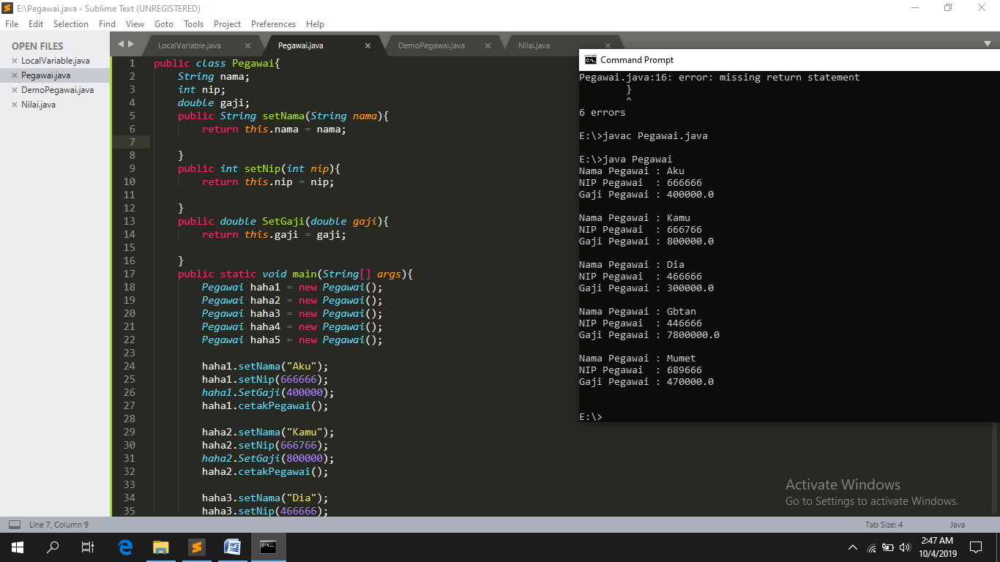 E:\Pegawai.java - Sublime Text (UNREGISTERED)
File Edit Selection Find View Goto Tools Project Preferences Help
OPEN FILES
LocalVariable.java
Pegawai.java
DemoPegawai.java
Nilai.java
LocalVariable.java Pegawai.java DemoPegawai.java Nilai.java
1 public class Pegawai{
2 String nama;
3 int nip;
4 double gaji;
5 public String setNama(String nama){
6 return this.nama = nama;
7
8 }
9 public int setNip(int nip){
10 return this.nip = nip;
11
12 }
13 public double SetGaji(double gaji){
14 return this.gaji = gaji;
15
16 }
17 public static void main(String[] args){
18 Pegawai haha1 = new Pegawai();
19 Pegawai haha2 = new Pegawai();
20 Pegawai haha3 = new Pegawai();
21 Pegawai haha4 = new Pegawai();
22 Pegawai haha5 = new Pegawai();
23
24 haha1.setNama("Aku");
25 haha1.setNip(666666);
26 haha1.SetGaji(400000);
27 haha1.cetakPegawai();
28
29 haha2.setNama("Kamu");
30 haha2.setNip(666766);
31 haha2.SetGaji(800000);
32 haha2.cetakPegawai();
33
34 haha3.setNama("Dia");
35 haha3.setNip(466666);
Command Prompt
Pegawai.java:16: error: missing return statement
}
^
6 errors
E:\>javac Pegawai.java
E:\>java Pegawai
Nama Pegawai : Aku
NIP Pegawai : 666666
Gaji Pegawai : 400000.0
Nama Pegawai : Kamu
NIP Pegawai : 666766
Gaji Pegawai : 800000.0
Nama Pegawai : Dia
NIP Pegawai : 466666
Gaji Pegawai : 300000.0
Nama Pegawai : Gbtan
NIP Pegawai : 446666
Gaji Pegawai : 7800000.0
Nama Pegawai : Mumet
NIP Pegawai : 689666
Gaji Pegawai : 470000.0
E:\>
Activate Windows
Go to Settings to activate Windows.
Line 7, Column 9 Tab Size: 4 Java
2:47 AM
10/4/2019